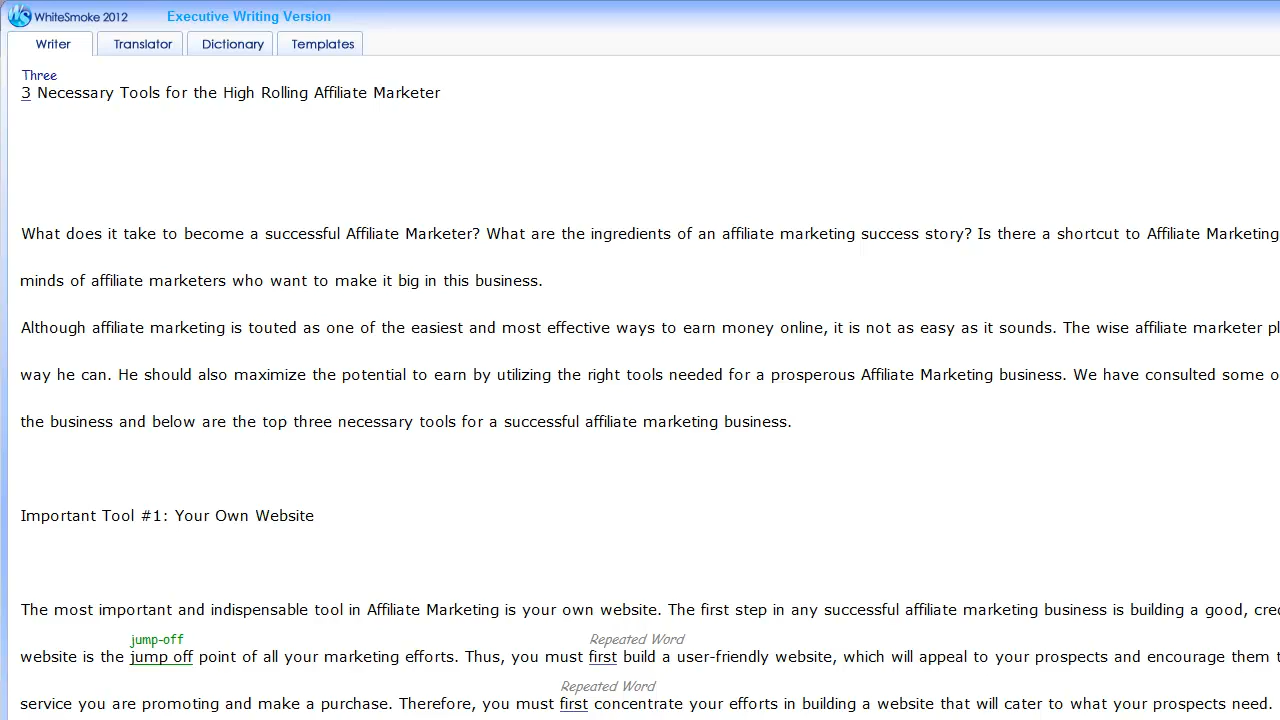 WhiteSmoke 2012 Executive Writing Version
Writer Translator Dictionary Templates
Three
3 Necessary Tools for the High Rolling Affiliate Marketer
What does it take to become a successful Affiliate Marketer? What are the ingredients of an affiliate marketing success story? Is there a shortcut to Affiliate Marketing
minds of affiliate marketers who want to make it big in this business.
Although affiliate marketing is touted as one of the easiest and most effective ways to earn money online, it is not as easy as it sounds. The wise affiliate marketer
way he can. He should also maximize the potential to earn by utilizing the right tools needed for a prosperous Affiliate Marketing business. We have consulted some
the business and below are the top three necessary tools for a successful affiliate marketing business.
Important Tool #1: Your Own Website
The most important and indispensable tool in Affiliate Marketing is your own website. The first step in any successful affiliate marketing business is building a good,
jump-off Repeated Word
website is the jump off point of all your marketing efforts. Thus, you must first build a user-friendly website, which will appeal to your prospects and encourage them
Repeated Word
service you are promoting and make a purchase. Therefore, you must first concentrate your efforts in building a website that will cater to what your prospects need.